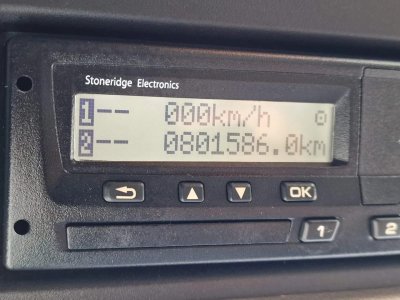 Stoneridge Electronics
1-- 000km/h
2-- 0801586.0km
OK
1 2